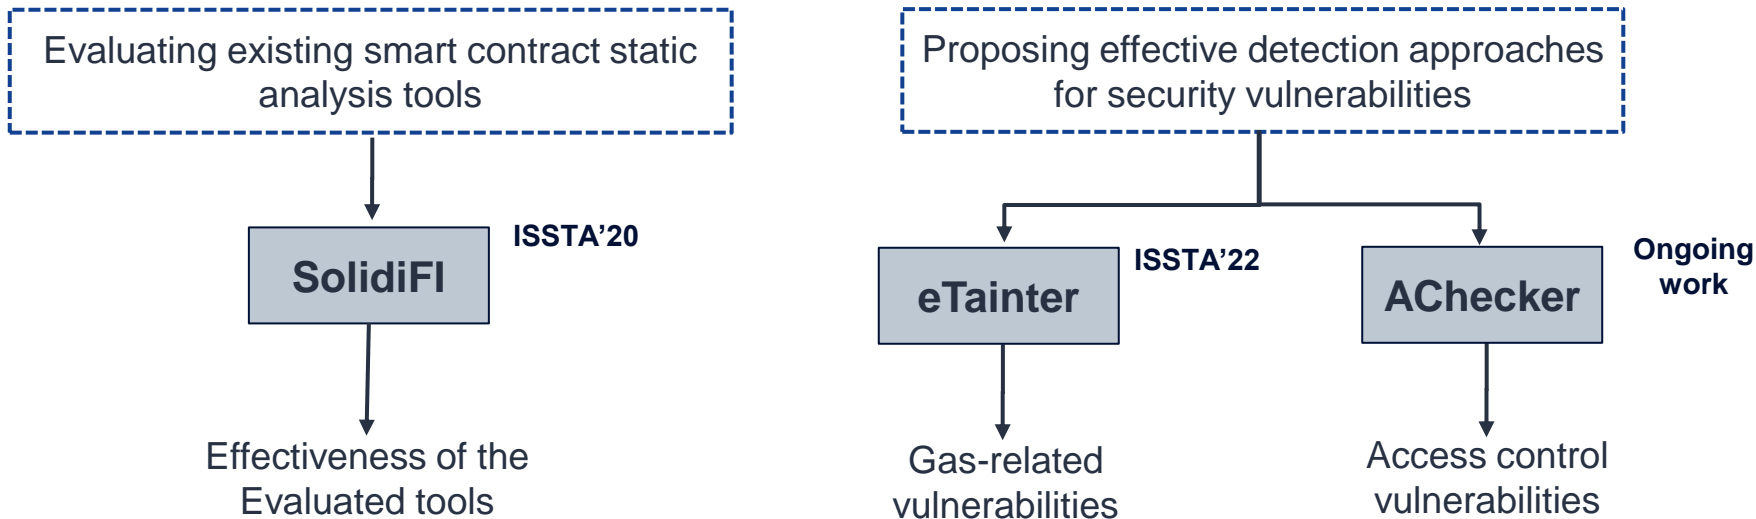 Evaluating existing smart contract static
analysis tools
SolidiFI
ISSTA’20
Effectiveness of the
Evaluated tools
Proposing effective detection approaches
for security vulnerabilities
eTainter
ISSTA’22
Gas-related
vulnerabilities
AChecker
Ongoing
work
Access control
vulnerabilities